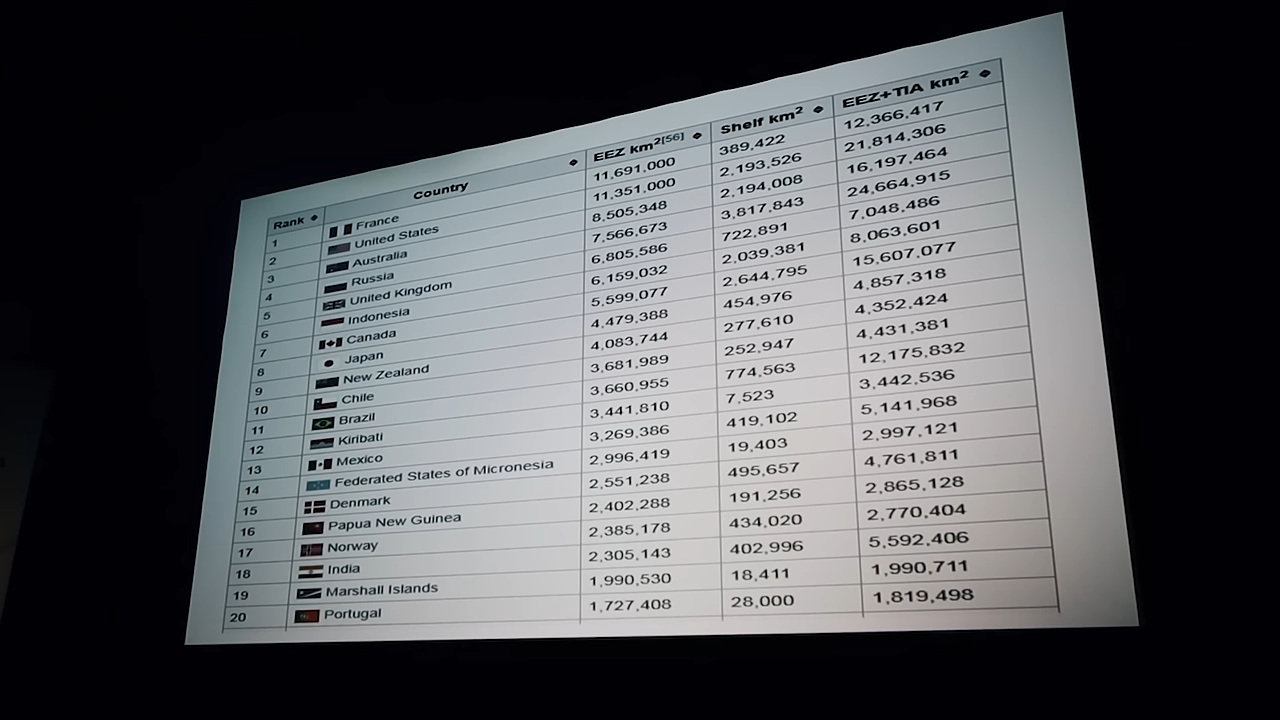 Rank Country EEZ km2[56] Shelf km2 EEZ+TIA km2
1 France 11,691,000 389,422 12,366,417
2 United States 11,351,000 2,193,526 21,814,306
3 Australia 8,505,348 2,194,008 16,197,464
4 Russia 7,566,673 3,817,843 24,664,915
5 United Kingdom 6,805,586 722,891 7,048,486
6 Indonesia 6,159,032 2,039,381 8,063,601
7 Canada 5,599,077 2,644,795 15,607,077
8 Japan 4,479,388 454,976 4,857,318
9 New Zealand 4,083,744 277,610 4,352,424
10 Chile 3,681,989 252,947 4,431,381
11 Brazil 3,660,955 774,563 12,175,832
12 Kiribati 3,441,810 7,523 3,442,536
13 Mexico 3,269,386 419,102 5,141,968
14 Federated States of Micronesia 2,996,419 19,403 2,997,121
15 Denmark 2,551,238 495,657 4,761,811
16 Papua New Guinea 2,402,288 191,256 2,865,128
17 Norway 2,385,178 434,020 2,770,404
18 India 2,305,143 402,996 5,592,406
19 Marshall Islands 1,990,530 18,411 1,990,711
20 Portugal 1,727,408 28,000 1,819,498